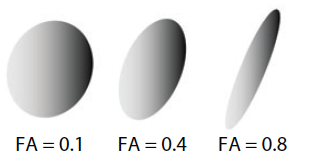 FA = 0.1 FA = 0.4 FA = 0.8